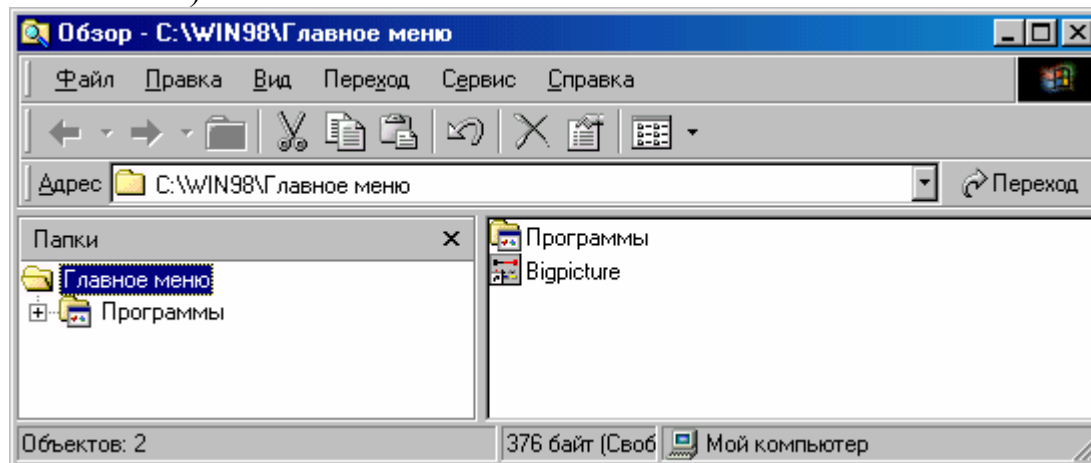 Обзор - C:\WIN98\Главное меню
Файл Правка Вид Переход Сервис Справка
Адрес C:\WIN98\Главное меню Переход
Папки
Главное меню
Программы
Программы
Bigpicture
Объектов: 2 376 байт (Своб Мой компьютер